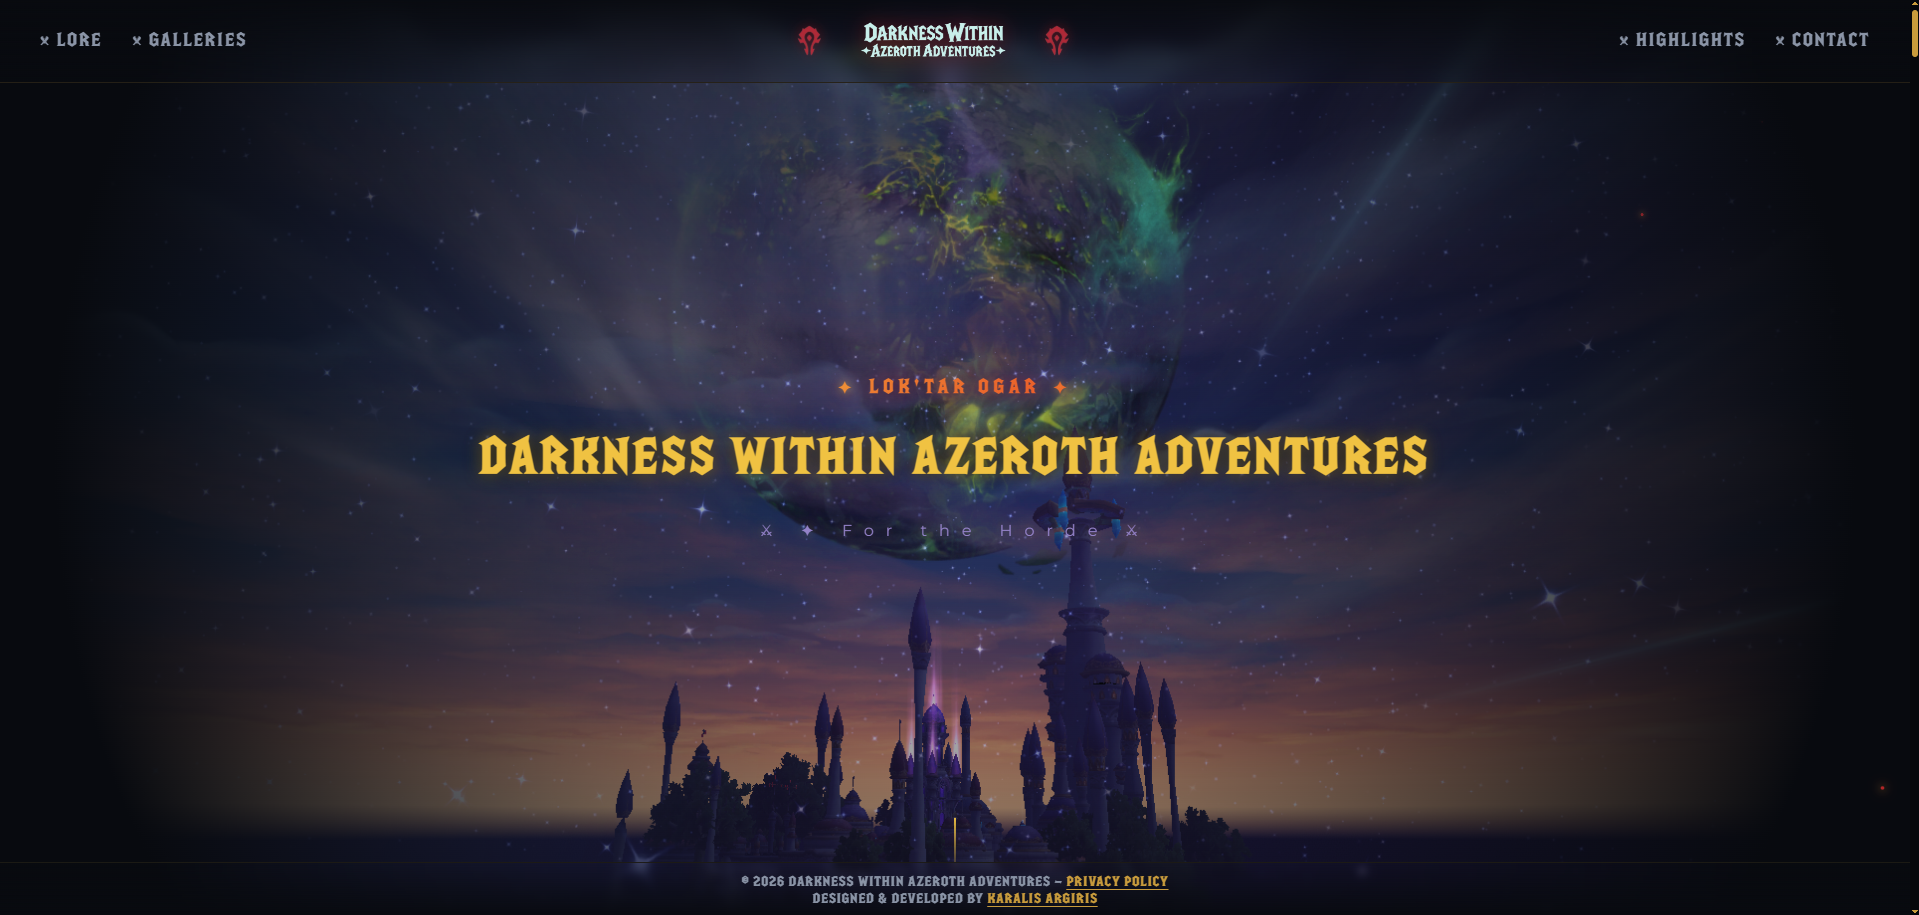 × LORE
× GALLERIES
DARKNESS WITHIN
✦AZEROTH ADVENTURES✦
× HIGHLIGHTS
× CONTACT
✦ LOK'TAR OGAR ✦
DARKNESS WITHIN AZEROTH ADVENTURES
⚔ ✦ For the Horde ⚔
© 2026 DARKNESS WITHIN AZEROTH ADVENTURES – PRIVACY POLICY
DESIGNED & DEVELOPED BY KARALIS ARGIRIS